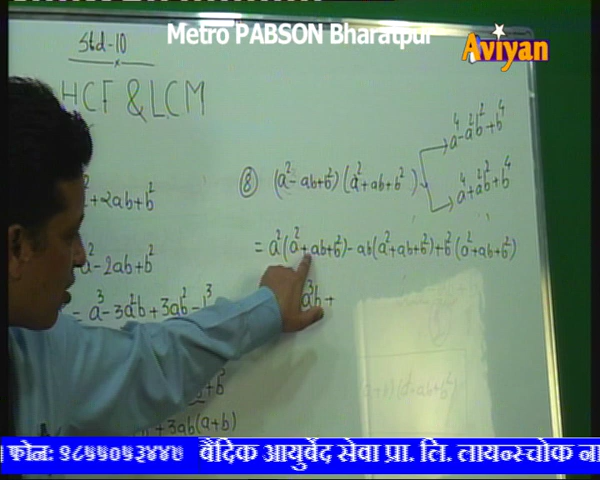 Metro PABSON Bharatpur
Aviyan
Std-10
HCF & LCM
a⁴-a²b²+b⁴
⑧ (a²-ab+b²)(a²+ab+b²)
a⁴+a²b²+b⁴
+2ab+b²
= a²(a²+ab+b²)-ab(a²+ab+b²)+b²(a²+ab+b²)
a²-2ab+b²
= a³-3a²b+3ab²-b³
a³b+
+b³
+3ab(a+b)
फोन: ९८५५०५३४४५ वैदिक आयुर्वेद सेवा प्रा. लि. लायन्स्चोक